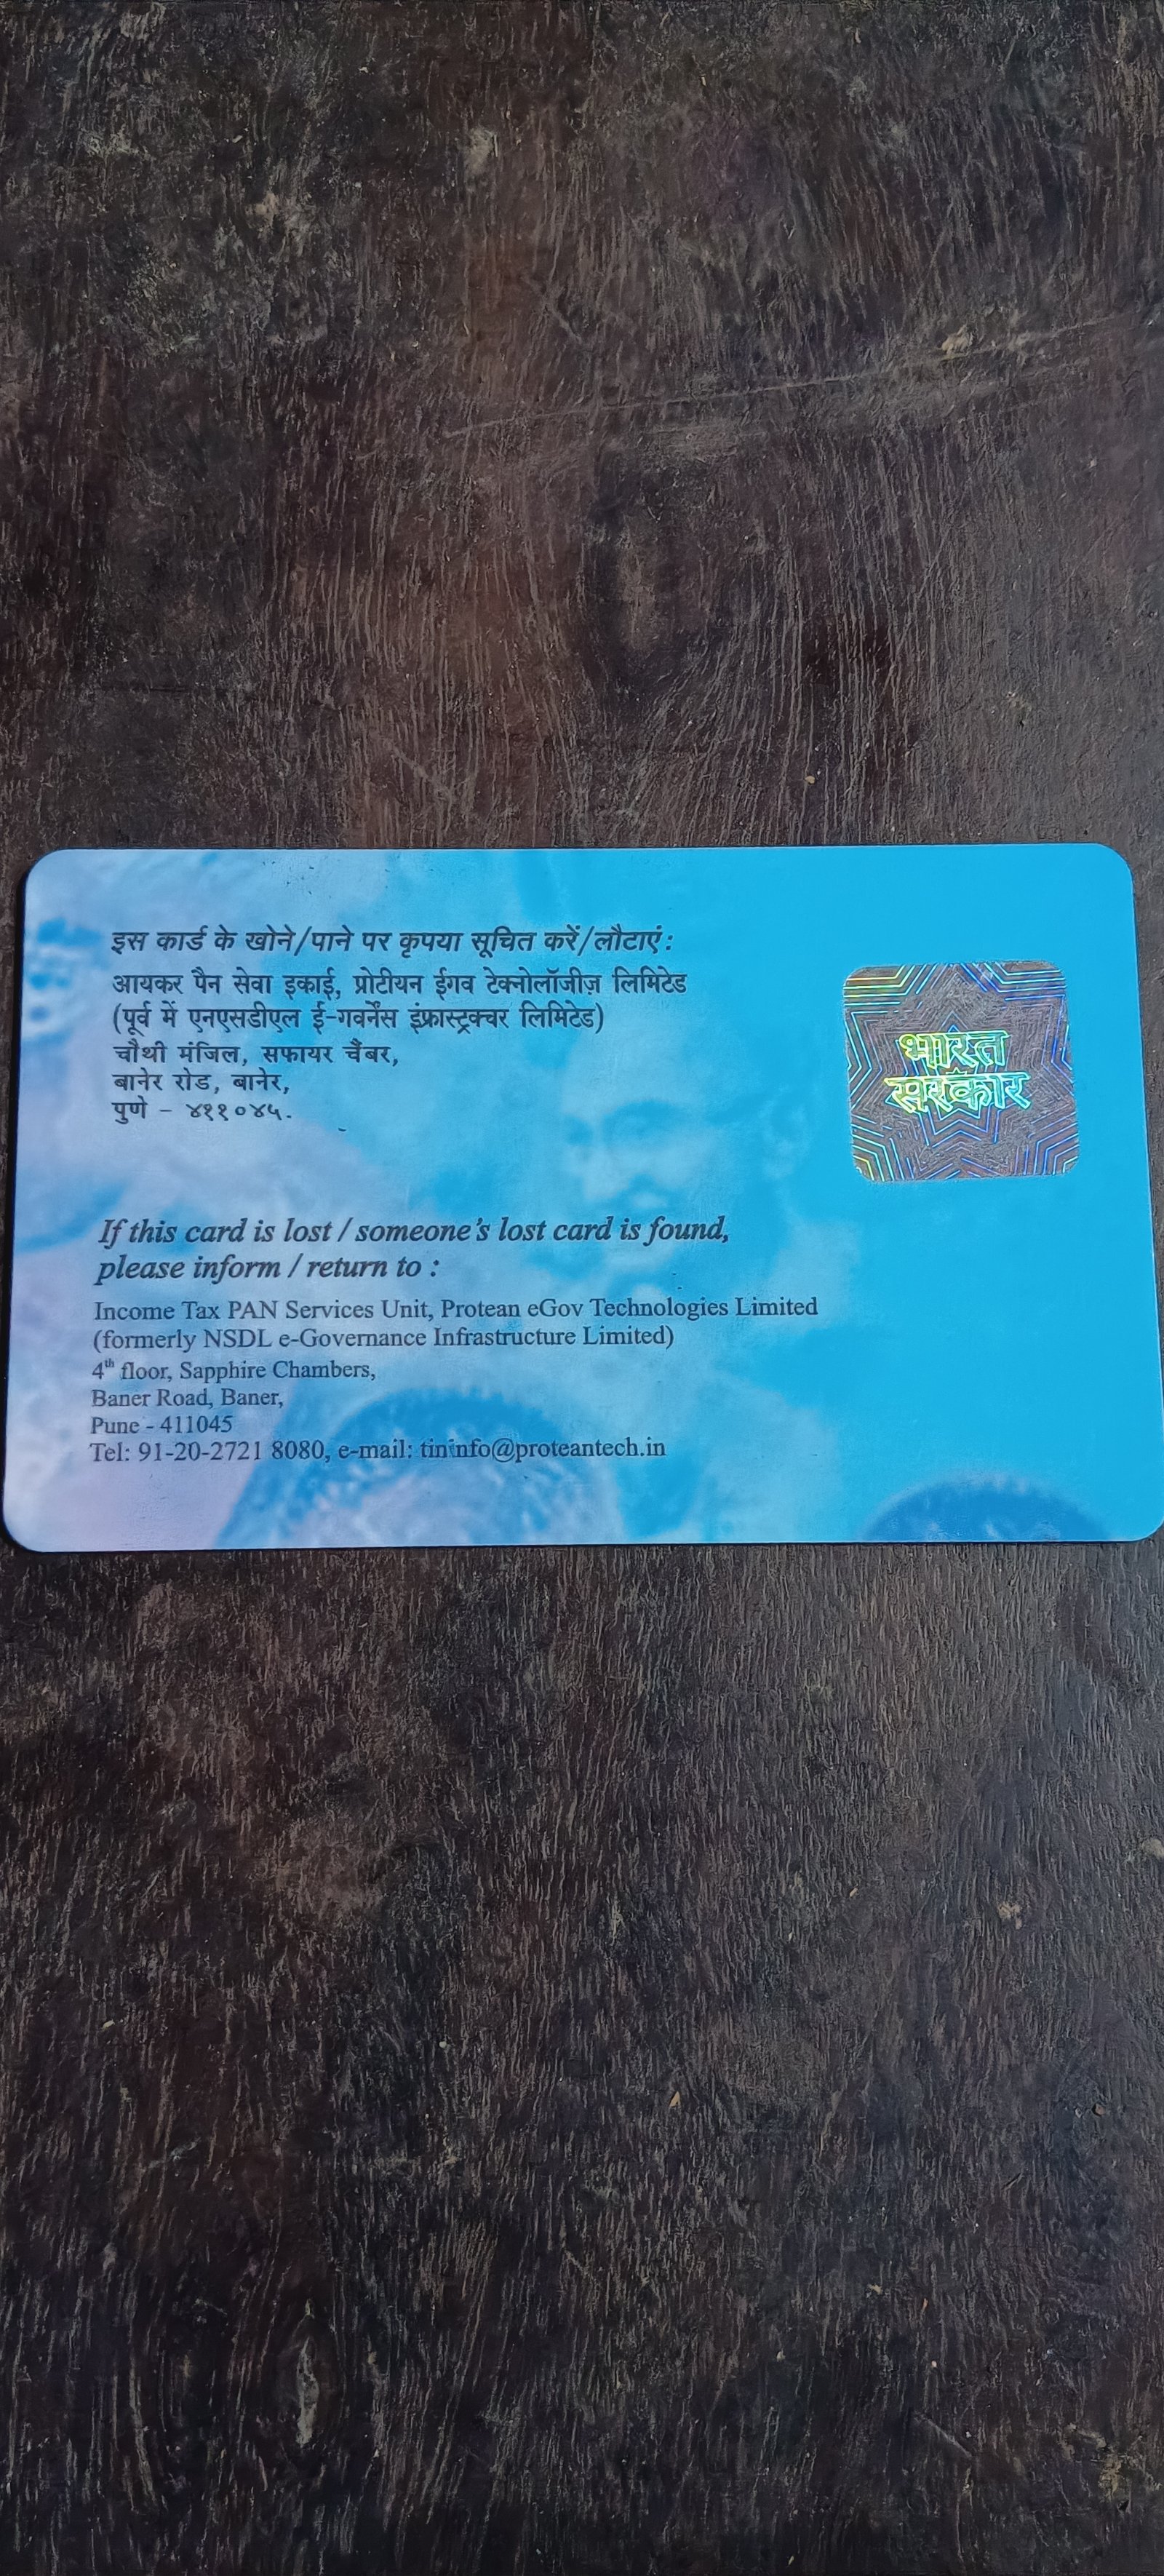 इस कार्ड के खोने/पाने पर कृपया सूचित करें/लौटाएं:
आयकर पैन सेवा इकाई, प्रोटीयन ईगव टेक्नोलॉजीज़ लिमिटेड
(पूर्व में एनएसडीएल ई-गवर्नेंस इंफ्रास्ट्रक्चर लिमिटेड)
चौथी मंजिल, सफायर चैंबर,
बानेर रोड, बानेर,
पुणे - ४११०४५.
भारत
सरकार
If this card is lost / someone's lost card is found,
please inform / return to :
Income Tax PAN Services Unit, Protean eGov Technologies Limited
(formerly NSDL e-Governance Infrastructure Limited)
4th floor, Sapphire Chambers,
Baner Road, Baner,
Pune - 411045
Tel: 91-20-2721 8080, e-mail: tininfo@proteantech.in